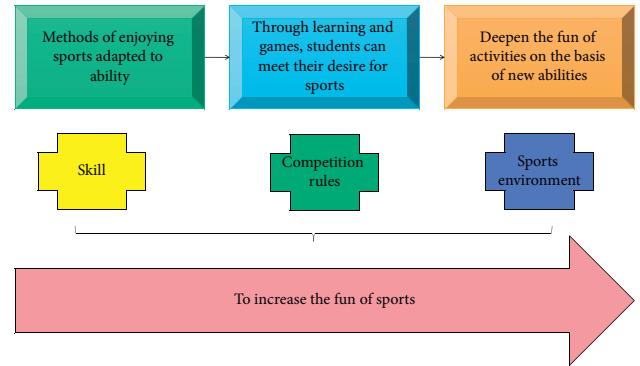 Methods of enjoying
sports adapted to
ability
Through learning and
games, students can
meet their desire for
sports
Deepen the fun of
activities on the basis
of new abilities
Skill
Competition
rules
Sports
environment
To increase the fun of sports